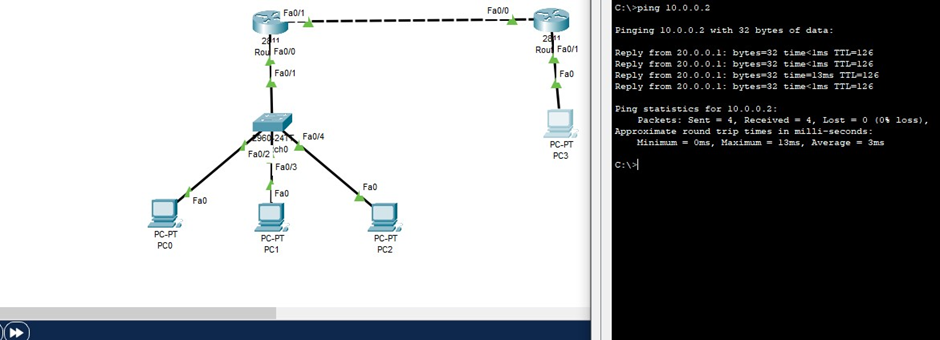 Fa0/1
Fa0/0
2811
Rou
Fa0/0
2811
Rou
Fa0/1
Fa0/1
Fa0
2960-24TT
Fa0/4
Fa0/2
Fa0/3
Fa0
Fa0
Fa0
PC-PT
PC3
PC-PT
PC0
PC-PT
PC1
PC-PT
PC2
C:\>ping 10.0.0.2
Pinging 10.0.0.2 with 32 bytes of data:
Reply from 20.0.0.1: bytes=32 time<1ms TTL=126
Reply from 20.0.0.1: bytes=32 time<1ms TTL=126
Reply from 20.0.0.1: bytes=32 time=13ms TTL=126
Reply from 20.0.0.1: bytes=32 time<1ms TTL=126
Ping statistics for 10.0.0.2:
Packets: Sent = 4, Received = 4, Lost = 0 (0% loss),
Approximate round trip times in milli-seconds:
Minimum = 0ms, Maximum = 13ms, Average = 3ms
C:\>